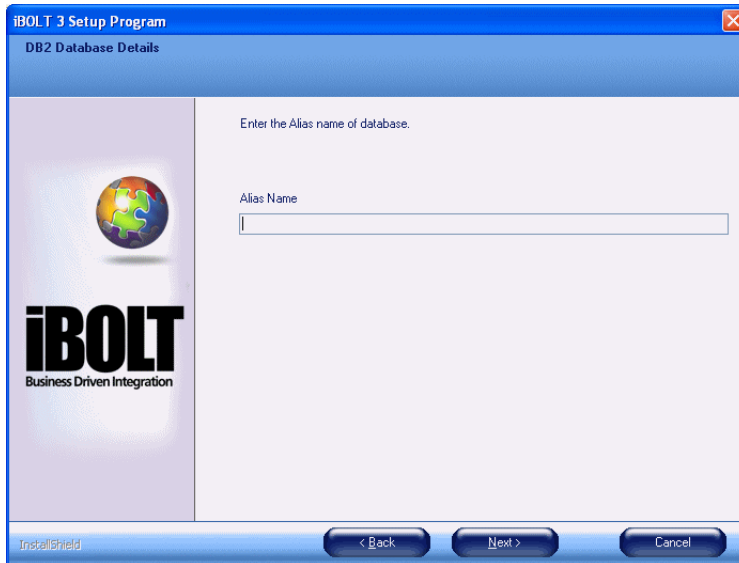 iBOLT 3 Setup Program
DB2 Database Details
Enter the Alias name of database.
Alias Name
iBOLT
Business Driven Integration
InstallShield
< Back
Next >
Cancel